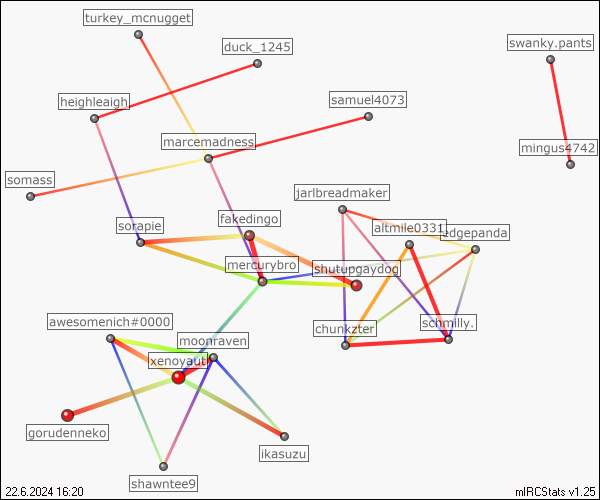 turkey_mcnugget
duck_1245
swanky.pants
heighleaigh
samuel4073
marcemadness
mingus4742
somass
jarlbreadmaker
sorapie
fakedingo
altmile0331
edgepanda
mercurybro
shutupgaydog
awesomenich#0000
moonraven
chunkzter
schmilly.
xenoyaut
gorudenneko
ikasuzu
shawntee9
22.6.2024 16:20
mIRCStats v1.25